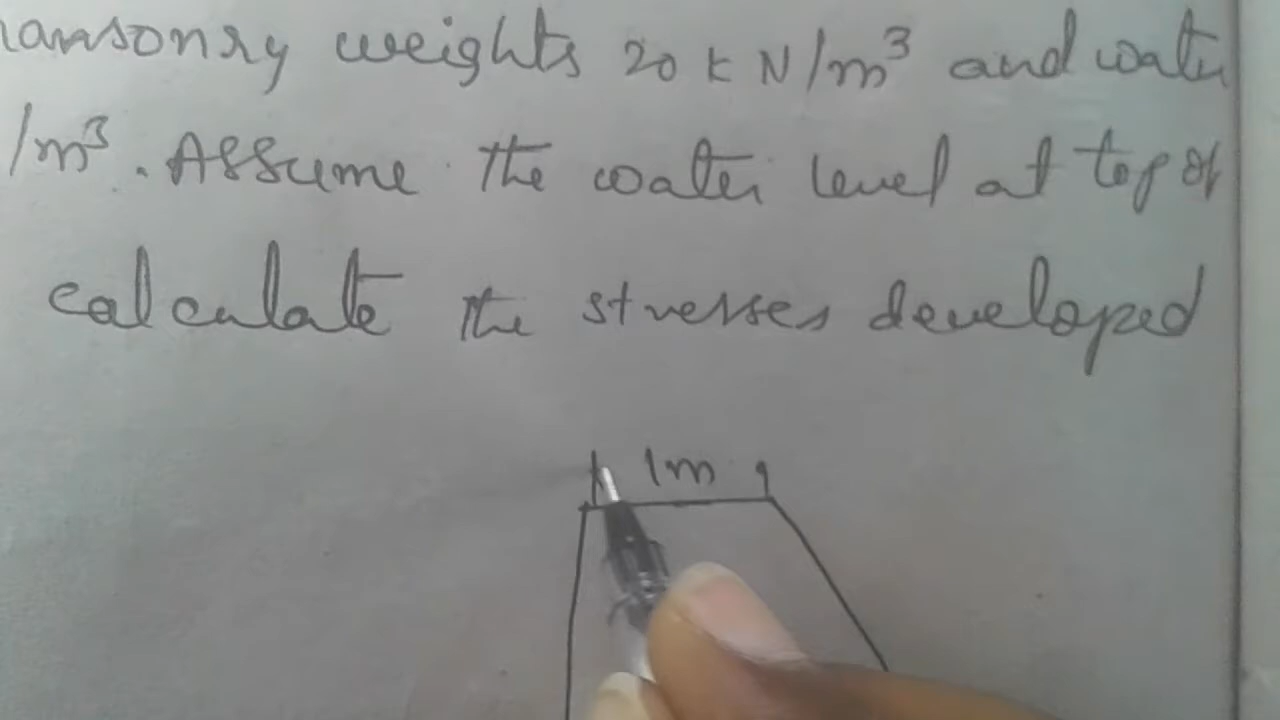 mansonry weights 20 kN/m³ and water
/m³. Assume the water level at top of
calculate the stresses developed
1m